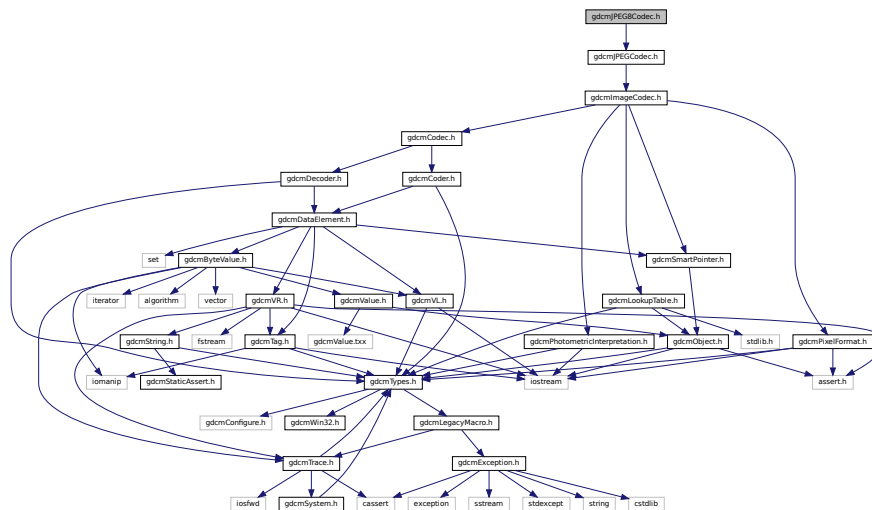 gdcmJPEG8Codec.h
gdcmJPEGCodec.h
gdcmImageCodec.h
gdcmCodec.h
gdcmDecoder.h
gdcmCoder.h
gdcmDataElement.h
set
gdcmByteValue.h
gdcmSmartPointer.h
iterator
algorithm
vector
gdcmVR.h
gdcmValue.h
gdcmVL.h
gdcmLookupTable.h
gdcmString.h
fstream
gdcmTag.h
gdcmValue.txx
gdcmPhotometricInterpretation.h
gdcmObject.h
stdlib.h
gdcmPixelFormat.h
iomanip
gdcmStaticAssert.h
gdcmTypes.h
iostream
assert.h
gdcmConfigure.h
gdcmWin32.h
gdcmLegacyMacro.h
gdcmTrace.h
gdcmException.h
iosfwd
gdcmSystem.h
cassert
exception
sstream
stdexcept
string
cstdlib